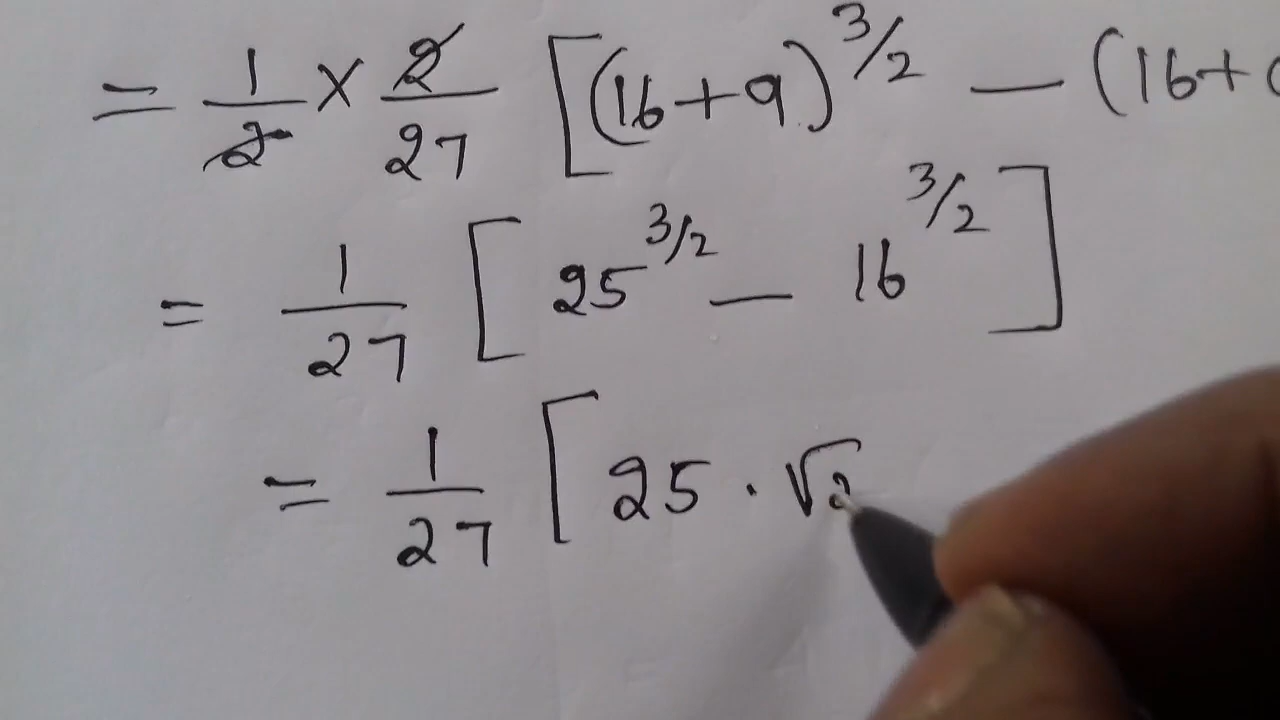 = 1/2 × 2/27 [(16+9)^3/2 — (16+
= 1/27 [25^3/2 — 16^3/2]
= 1/27 [25 · √2